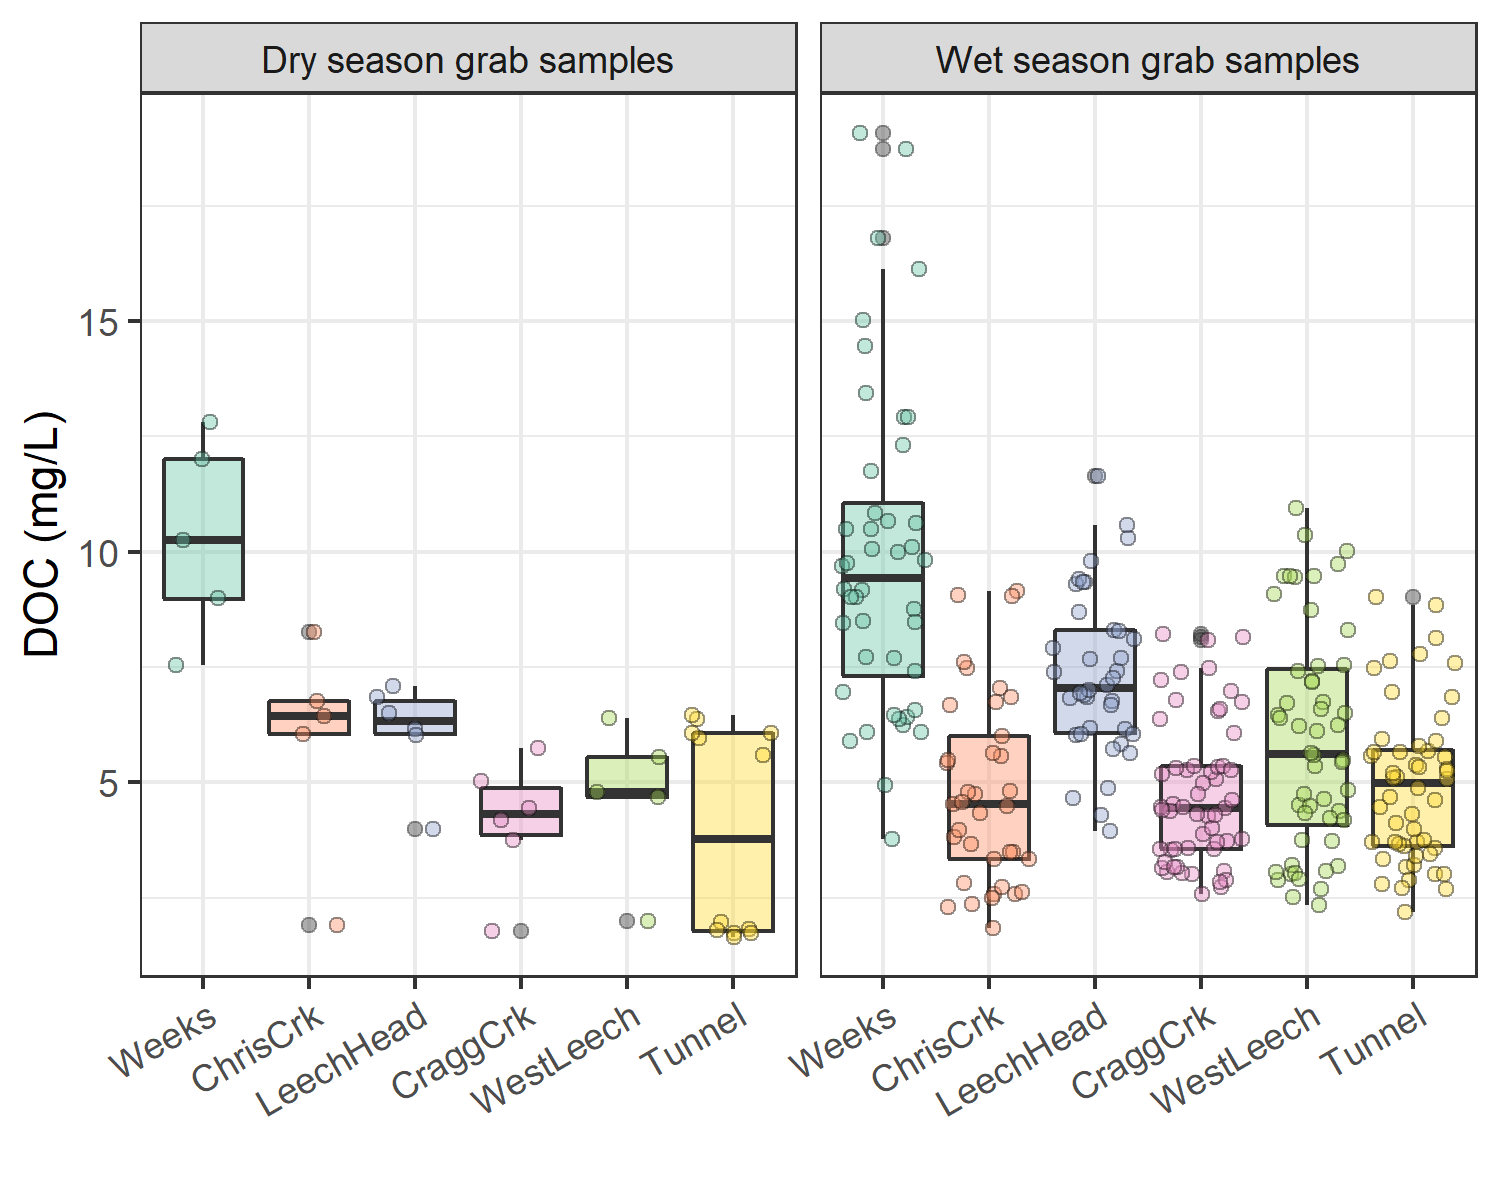 Dry season grab samples
Wet season grab samples
DOC (mg/L)
15
10
5
Weeks
ChrisCrk
LeechHead
CraggCrk
WestLeech
Tunnel
Weeks
ChrisCrk
LeechHead
CraggCrk
WestLeech
Tunnel